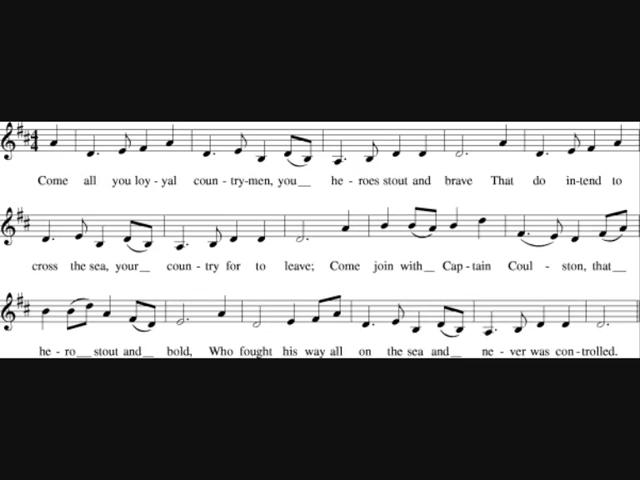 Come all you loy - yal coun - try-men, you__ he - roes stout and brave That do in-tend to
cross the sea, your__ coun - try for to leave; Come join with__ Cap - tain Coul - ston, that__
he - ro__ stout and__ bold, Who fought his way all on the sea and__ ne - ver was con-trolled.